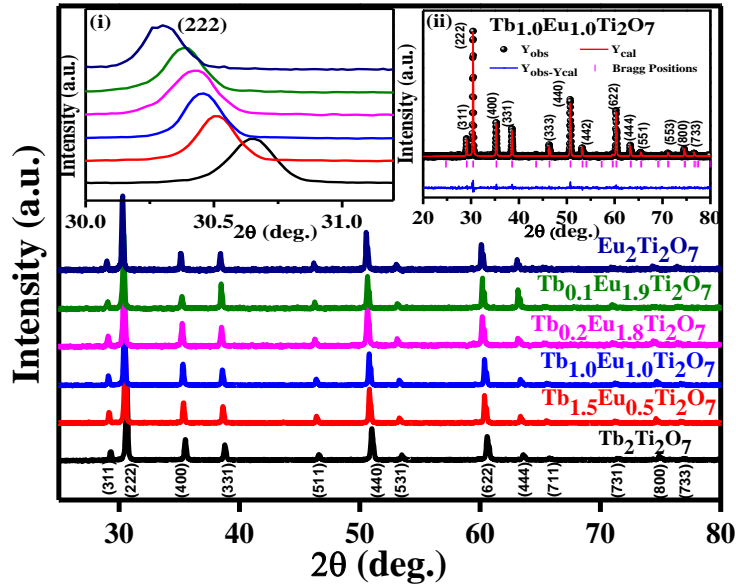 (i)
(222)
Intensity (a.u.)
30.0 30.5 31.0
2θ (deg.)
(ii) Tb1.0Eu1.0Ti2O7
Yobs Ycal
Yobs-Ycal Bragg Positions
(222)
(311)
(400)
(331)
(333)
(440)
(442)
(622)
(444)
(551)
(553)
(800)
(733)
Intensity (a.u.)
20 30 40 50 60 70 80
2θ (deg.)
Intensity (a.u.)
Eu2Ti2O7
Tb0.1Eu1.9Ti2O7
Tb0.2Eu1.8Ti2O7
Tb1.0Eu1.0Ti2O7
Tb1.5Eu0.5Ti2O7
Tb2Ti2O7
(311) (222) (400) (331) (511) (440) (531) (622) (444) (711) (731) (800) (733)
30 40 50 60 70 80
2θ (deg.)